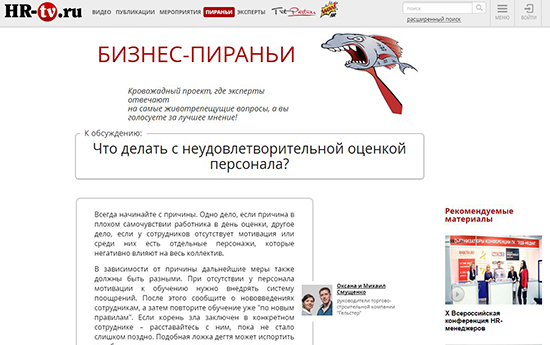 HR-tv.ru
ВИДЕО ПУБЛИКАЦИИ МЕРОПРИЯТИЯ ПИРАНЬИ ЭКСПЕРТЫ
поиск
расширенный поиск
МЕНЮ
ВОЙТИ
БИЗНЕС-ПИРАНЬИ
Кровожадный проект, где эксперты
отвечают
на самые животрепещущие вопросы, а вы
голосуете за лучшее мнение!
К обсуждению:
Что делать с неудовлетворительной оценкой
персонала?
Всегда начинайте с причины. Одно дело, если причина в
плохом самочувствии работника в день оценки, другое
дело, если у сотрудников отсутствует мотивация или
среди них есть отдельные персонажи, которые
негативно влияют на весь коллектив.
В зависимости от причины дальнейшие меры также
должны быть разными. При отсутствии у персонала
мотивации к обучению нужно внедрять систему
поощрений. После этого сообщите о нововведениях
сотрудникам, а затем повторите обучение уже "по новым
правилам". Если корень зла заключен в конкретном
сотруднике – расставайтесь с ним, пока не стало
слишком поздно. Подобная ложка дегтя может испортить
Оксана и Михаил
Смущенко
руководители торгово-
строительной компании
"Гельстер"
Рекомендуемые
материалы
X Всероссийская
конференция HR-
менеджеров